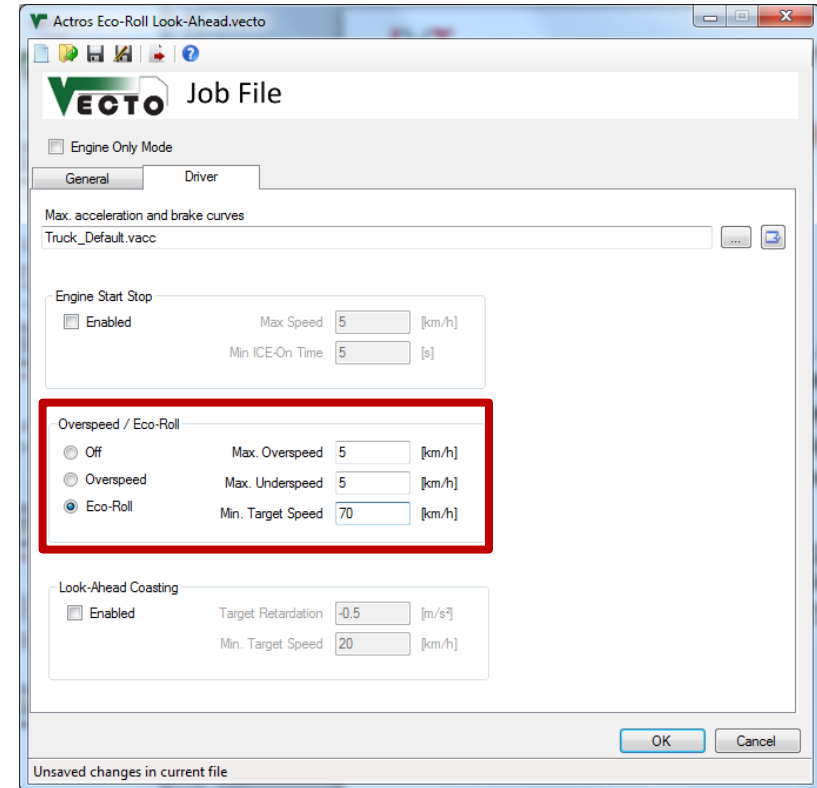 Actros Eco-Roll Look-Ahead.vecto
VECTO Job File
Engine Only Mode
General Driver
Max. acceleration and brake curves
Truck_Default.vacc ...
Engine Start Stop
Enabled Max Speed 5 [km/h]
Min ICE-On Time 5 [s]
Overspeed / Eco-Roll
Off Max. Overspeed 5 [km/h]
Overspeed Max. Underspeed 5 [km/h]
Eco-Roll Min. Target Speed 70 [km/h]
Look-Ahead Coasting
Enabled Target Retardation -0.5 [m/s²]
Min. Target Speed 20 [km/h]
OK Cancel
Unsaved changes in current file